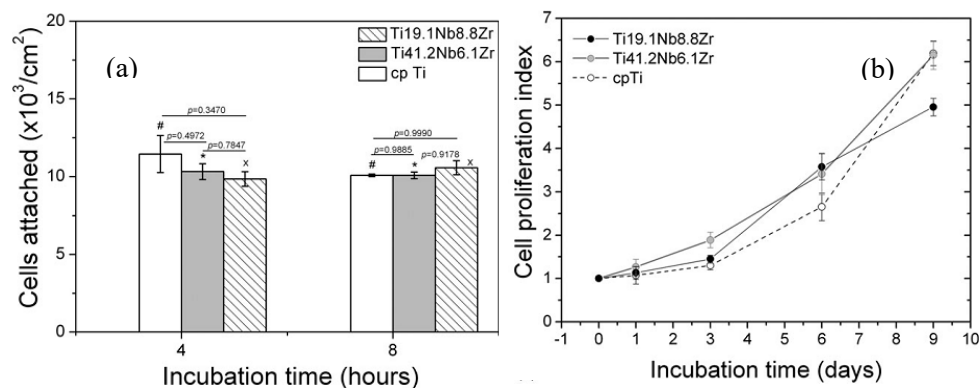 20
15
10
5
0
Cells attached (x10³/cm²)
(a)
Ti19.1Nb8.8Zr
Ti41.2Nb6.1Zr
cp Ti
p=0.3470
#
p=0.4972
p=0.7847
*
x
p=0.9990
p=0.9885
p=0.9178
#
*
x
4
8
Incubation time (hours)
7
6
5
4
3
2
1
0
Cell proliferation index
Ti19.1Nb8.8Zr
Ti41.2Nb6.1Zr
cpTi
(b)
-1 0 1 2 3 4 5 6 7 8 9 10
Incubation time (days)